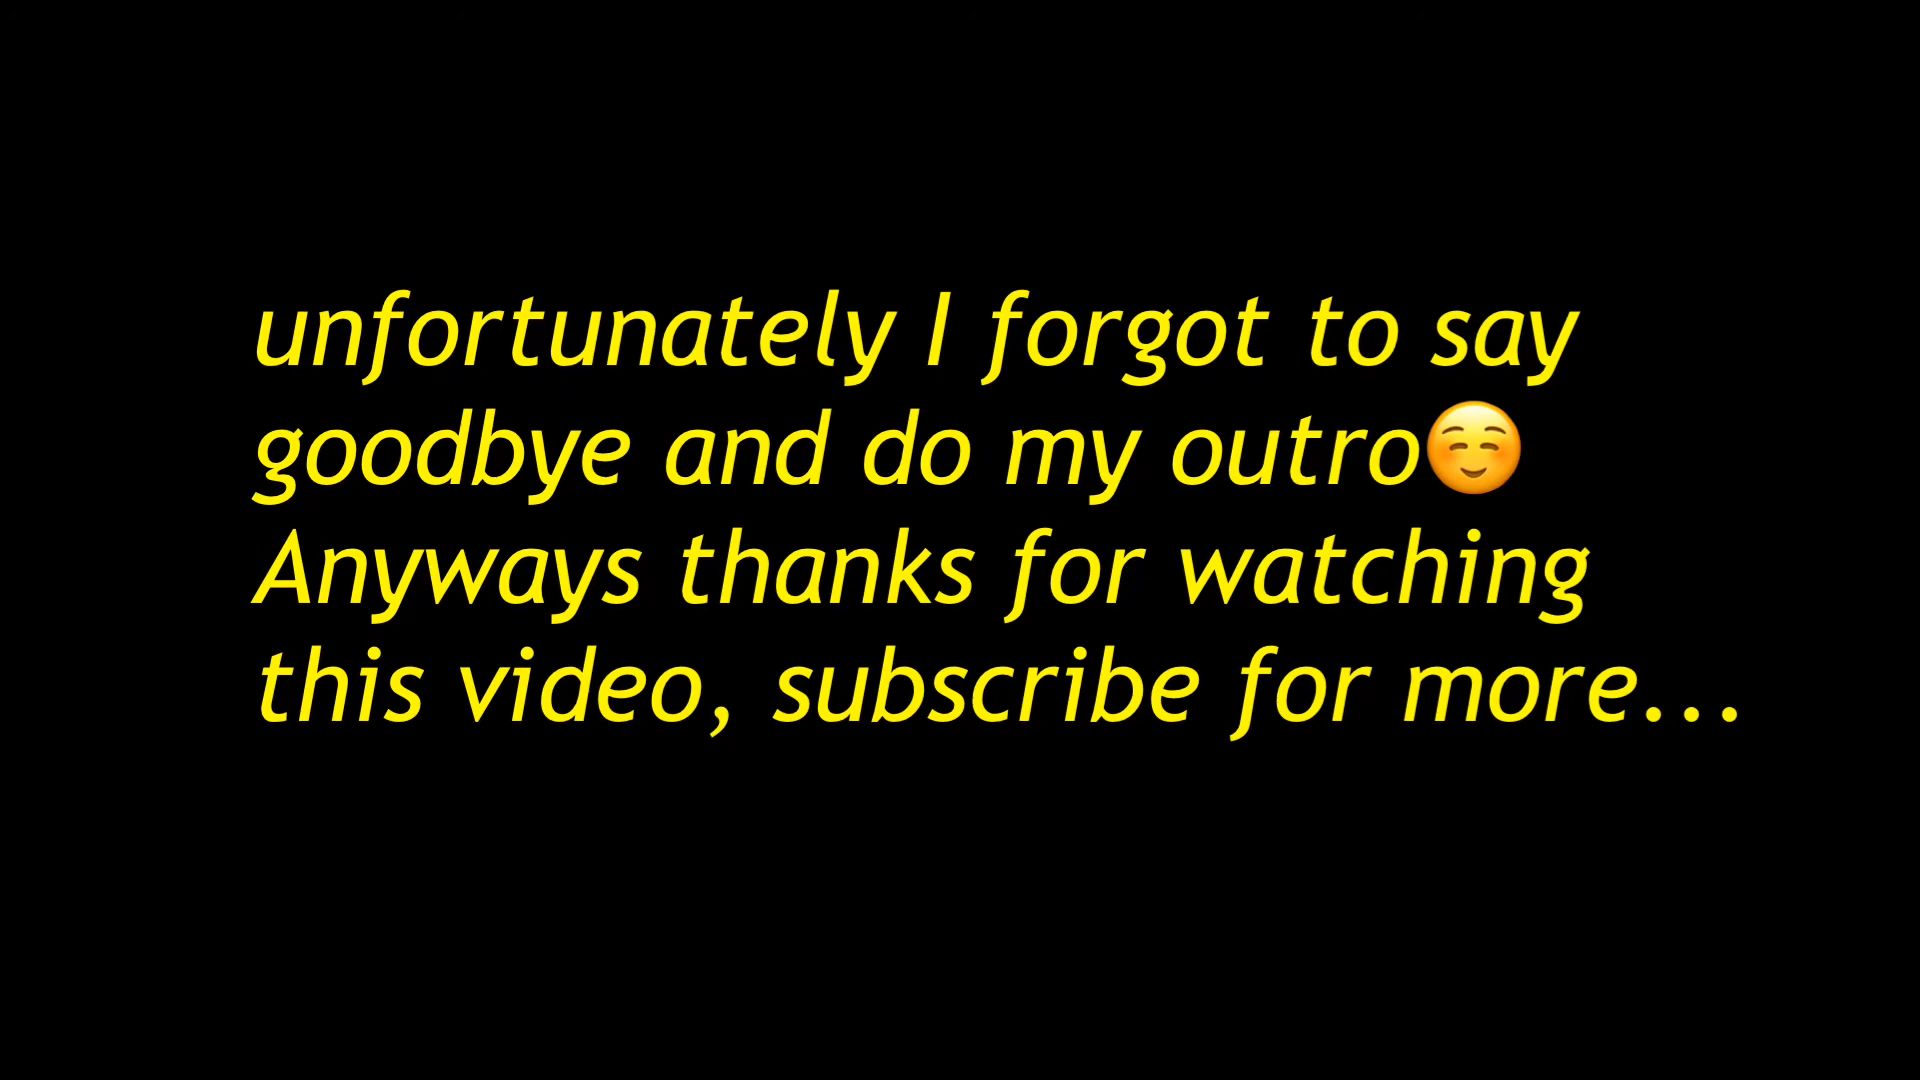 unfortunately I forgot to say
goodbye and do my outro☺️
Anyways thanks for watching
this video, subscribe for more...